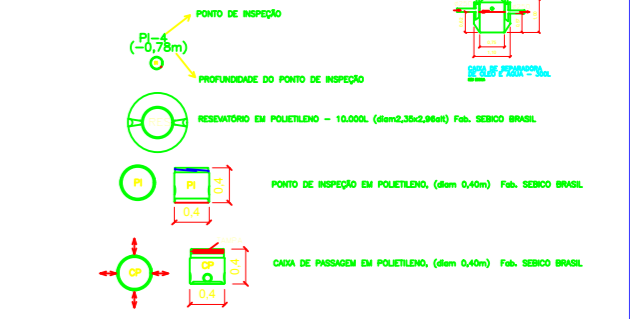 PONTO DE INSPEÇÃO
PI-4
(-0,78m)
PROFUNDIDADE DO PONTO DE INSPEÇÃO
CAIXA DE SEPARADORA
DE ÓLEO E ÁGUA - 300L
RESEVATÓRIO EM POLIETILENO - 10.000L (diam2,38x2,96alt) Fab. SEBICO BRASIL
PI
PI
0.4
0.4
PONTO DE INSPEÇÃO EM POLIETILENO, (diam 0,40m) Fab. SEBICO BRASIL
CP
CP
0.4
0.4
CAIXA DE PASSAGEM EM POLIETILENO, (diam 0,40m) Fab. SEBICO BRASIL